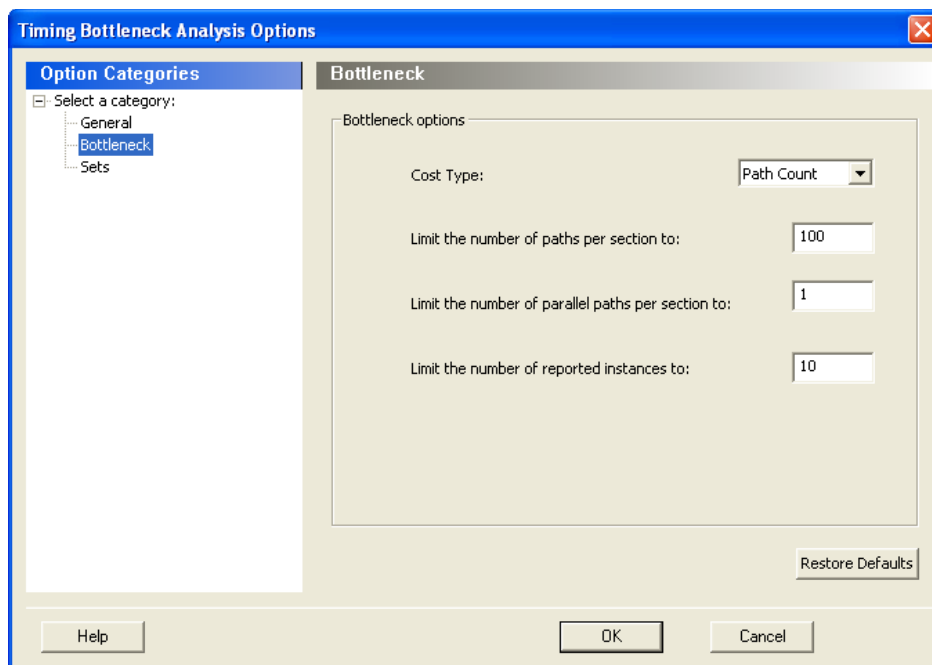 Timing Bottleneck Analysis Options
Option Categories
Select a category:
General
Bottleneck
Sets
Bottleneck
Bottleneck options
Cost Type:
Path Count
Limit the number of paths per section to:
100
Limit the number of parallel paths per section to:
1
Limit the number of reported instances to:
10
Restore Defaults
Help
OK
Cancel